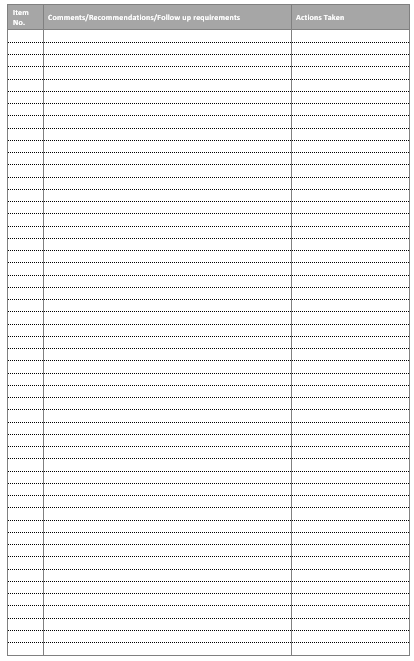 Item
No.
Comments/Recommendations/Follow up requirements
Actions Taken